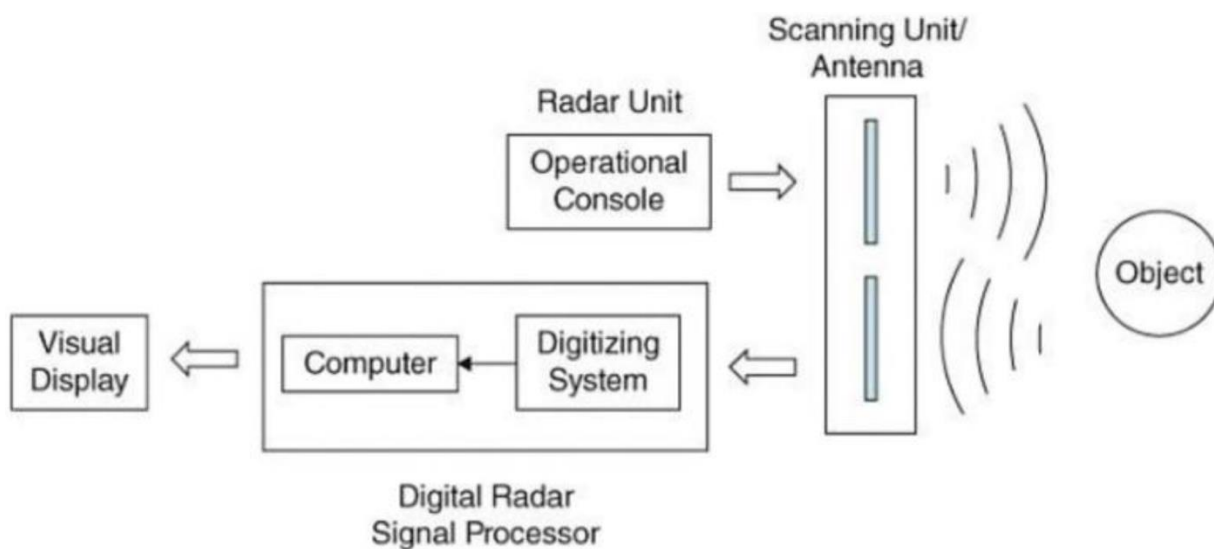 Scanning Unit/
Antenna
Radar Unit
Operational
Console
Object
Visual
Display
Computer
Digitizing
System
Digital Radar
Signal Processor